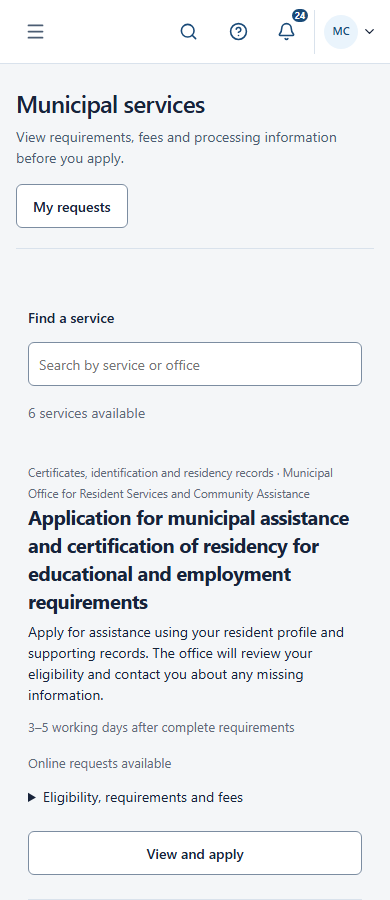 24
MC
Municipal services
View requirements, fees and processing information
before you apply.
My requests
Find a service
Search by service or office
6 services available
Certificates, identification and residency records · Municipal
Office for Resident Services and Community Assistance
Application for municipal assistance
and certification of residency for
educational and employment
requirements
Apply for assistance using your resident profile and
supporting records. The office will review your
eligibility and contact you about any missing
information.
3–5 working days after complete requirements
Online requests available
Eligibility, requirements and fees
View and apply